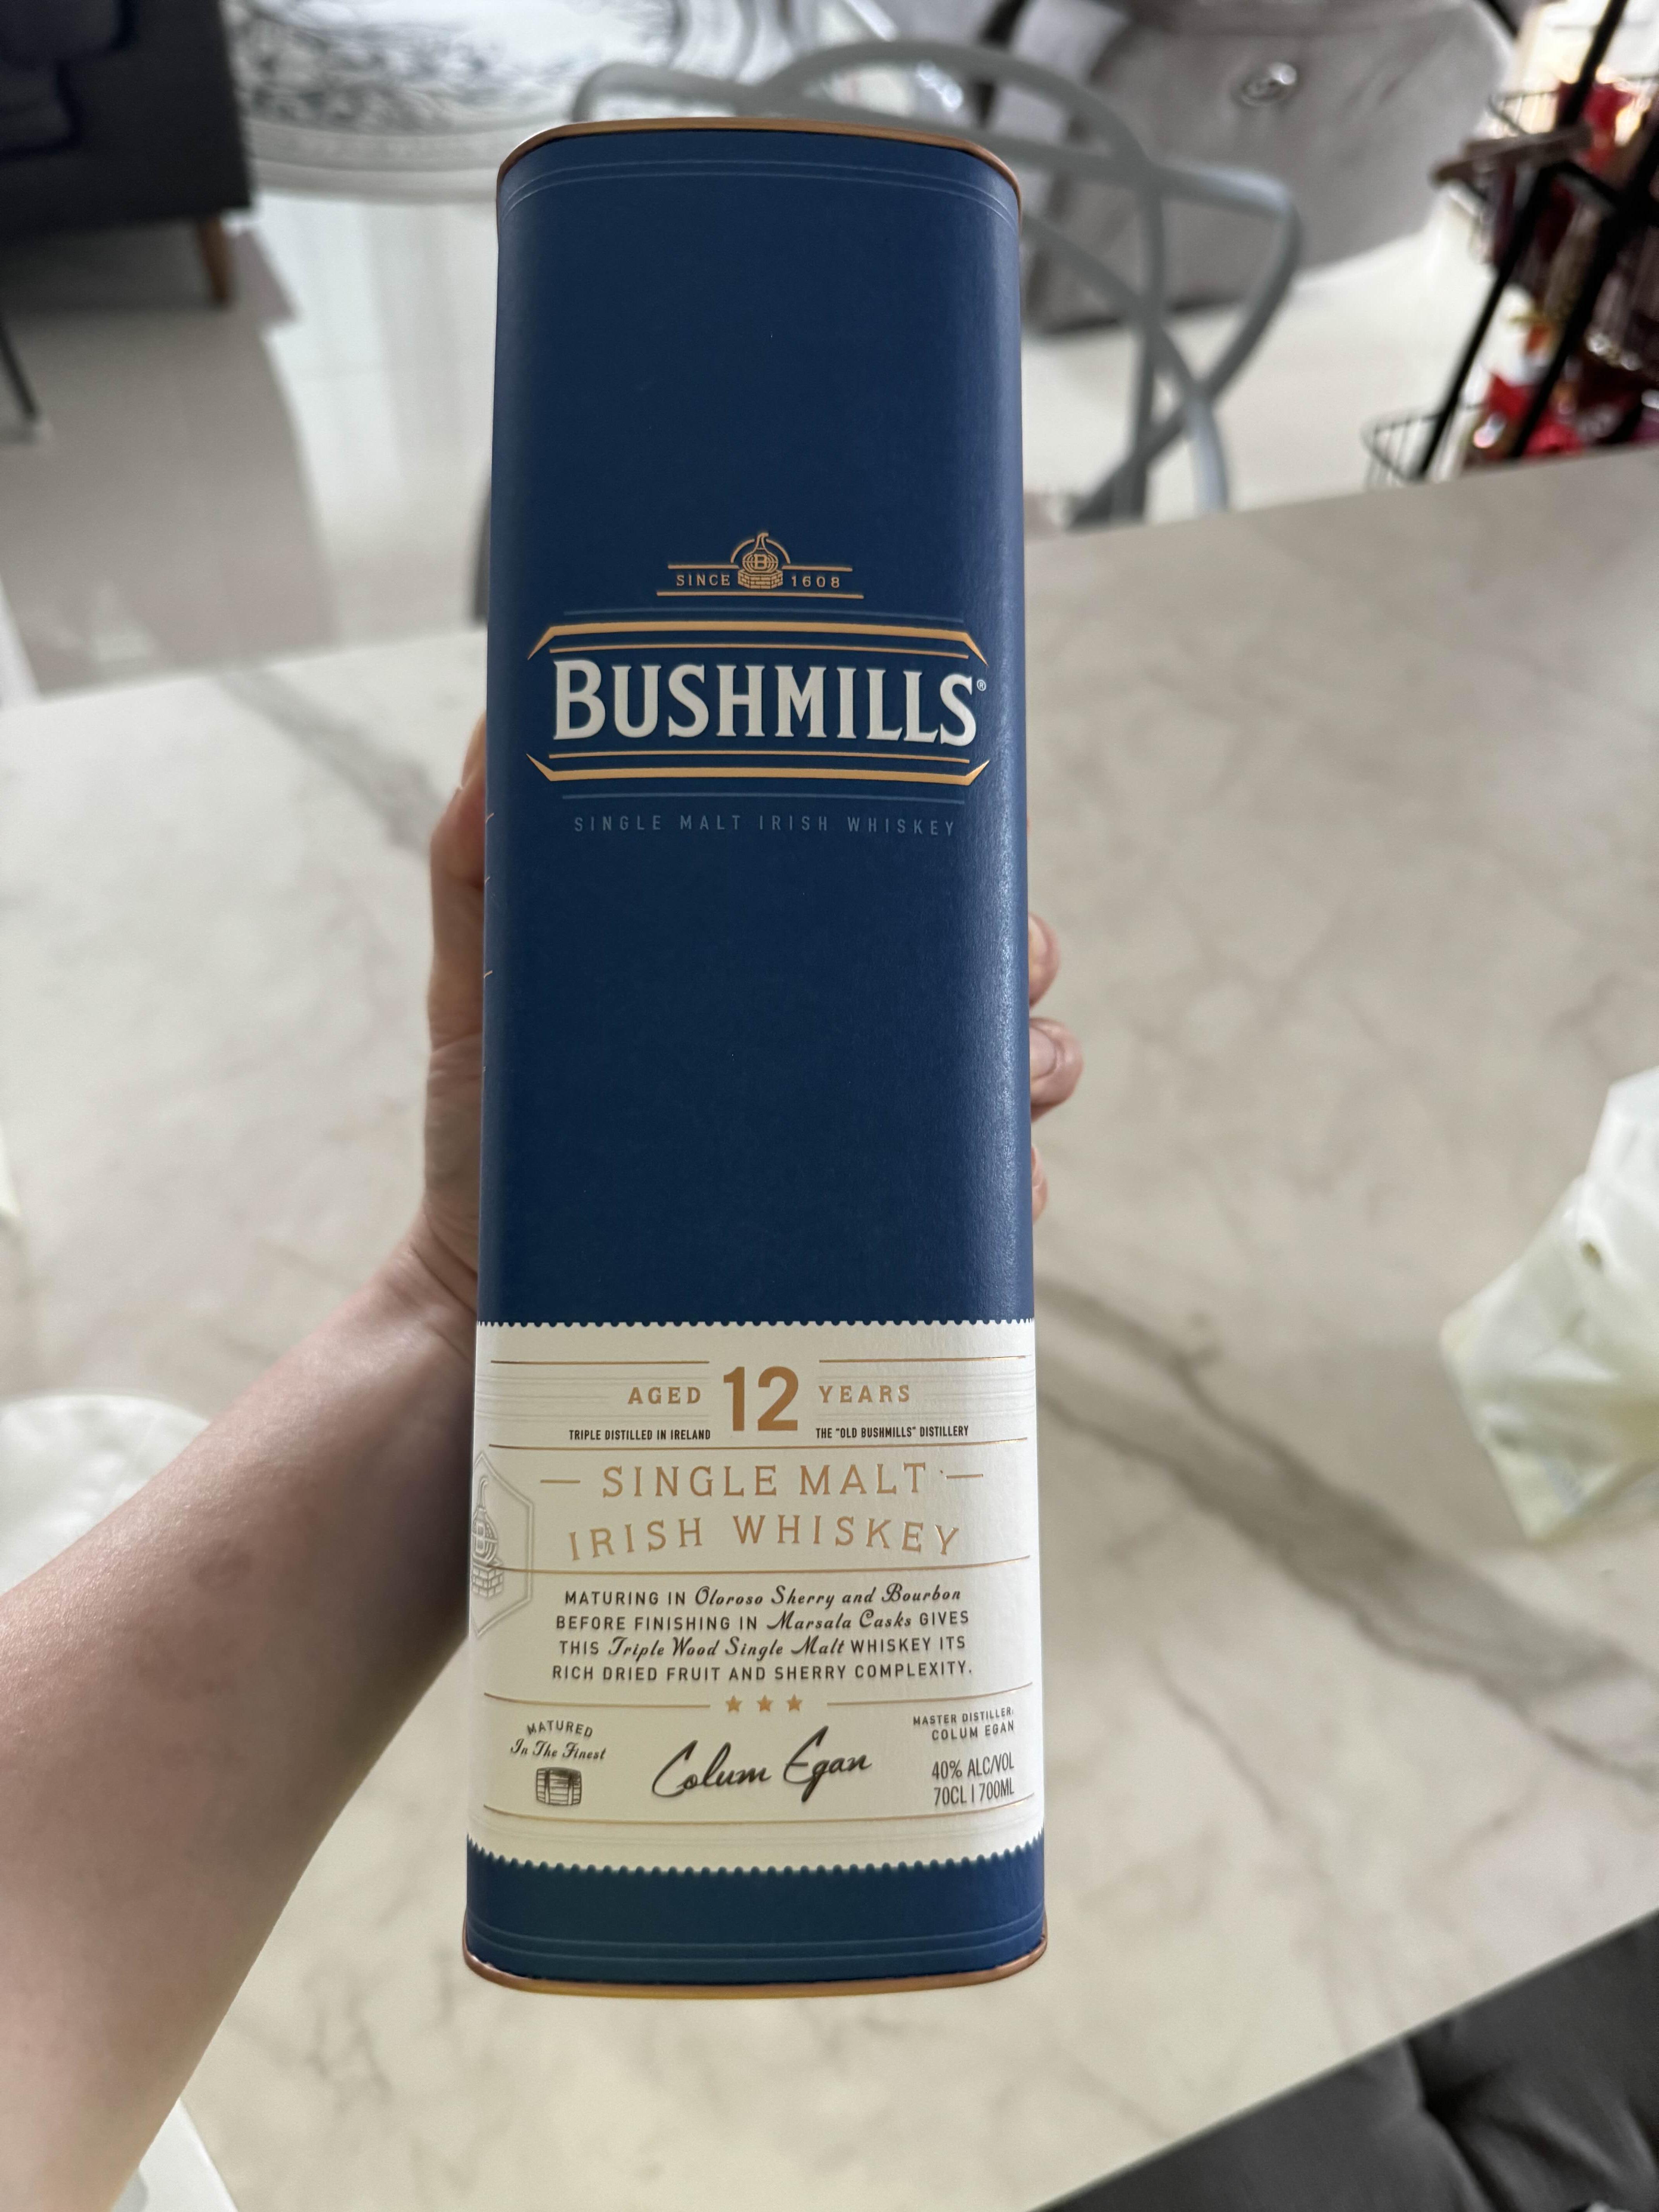 SINCE B 1608
BUSHMILLS®
SINGLE MALT IRISH WHISKEY
AGED 12 YEARS
TRIPLE DISTILLED IN IRELAND THE "OLD BUSHMILLS" DISTILLERY
SINGLE MALT
IRISH WHISKEY
MATURING IN Oloroso Sherry and Bourbon
BEFORE FINISHING IN Marsala Casks GIVES
THIS Triple Wood Single Malt WHISKEY ITS
RICH DRIED FRUIT AND SHERRY COMPLEXITY.
MATURED
In The Finest
Colum Egan
MASTER DISTILLER:
COLUM EGAN
40% ALC/VOL
70CL | 700ML